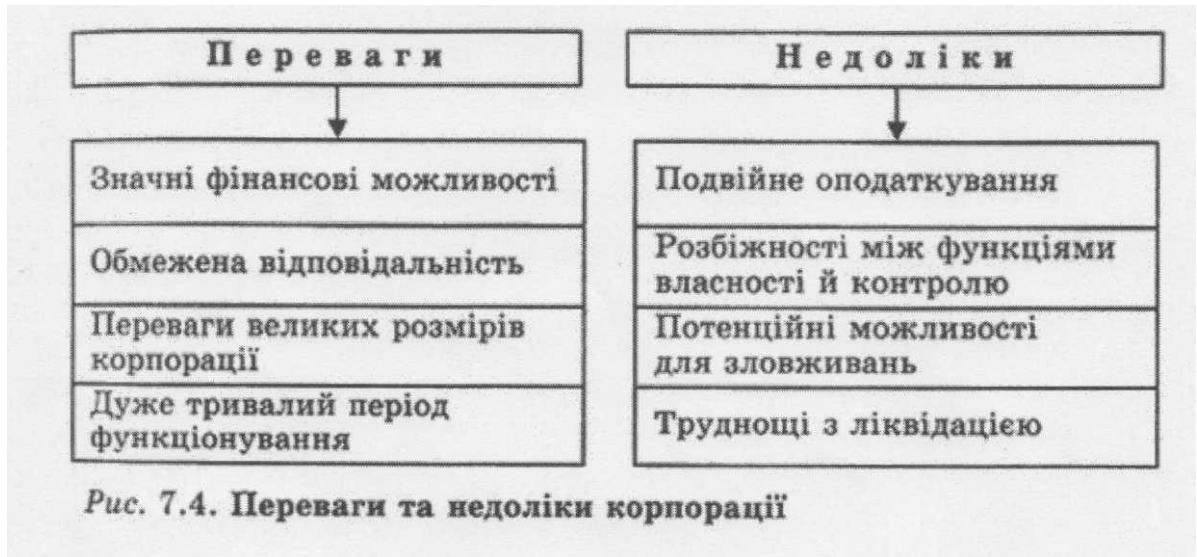 Переваги
Значні фінансові можливості
Обмежена відповідальність
Переваги великих розмірів
корпорації
Дуже тривалий період
функціонування
Недоліки
Подвійне оподаткування
Розбіжності між функціями
власності й контролю
Потенційні можливості
для зловживань
Труднощі з ліквідацією
Рис. 7.4. Переваги та недоліки корпорації